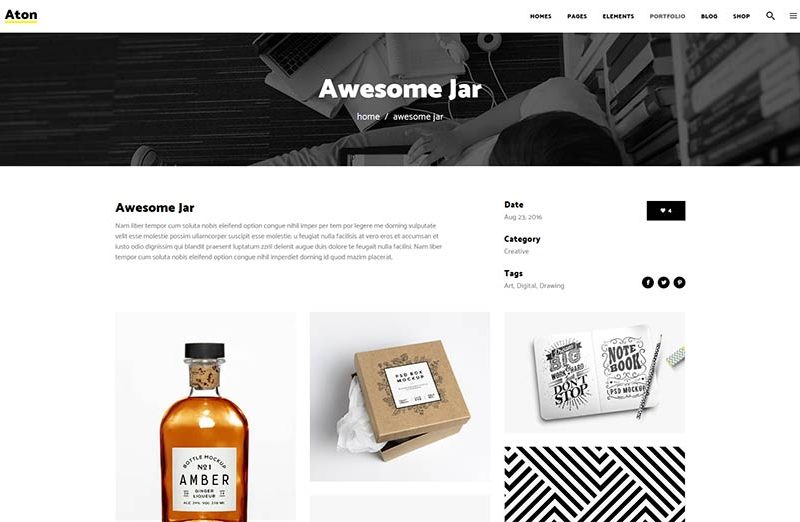 Aton
HOMES PAGES ELEMENTS PORTFOLIO BLOG SHOP
Awesome Jar
home / awesome jar
Awesome Jar
Nam liber tempor cum soluta nobis eleifend option congue nihil imper per tem por legere me doming vulputate
velit esse molestie possim ullamcorper suscipit esse molestie. u feugiat nulla facilisis at vero eros et accumsan et
iusto odio dignissim qui blandit praesent luptatum zzril delenit augue duis dolore te feugait nulla facilisi. Nam liber
tempor cum soluta nobis eleifend option congue nihil imperdiet doming id quod mazim placerat.
Date
Aug 23, 2016
4
Category
Creative
Tags
Art, Digital, Drawing
BOTTLE MOCKUP
Nº1
AMBER
GINGER
LIQUEUR
PSD BOX
MOCKUP
BIG
WORK HARD
DON'T
STOP
NOTE
BOOK
PSD MOCKUP